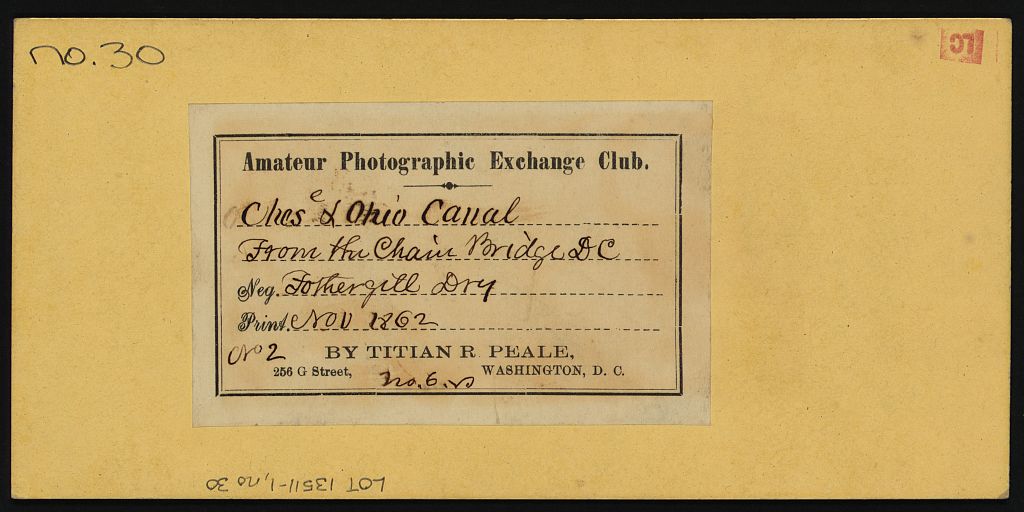 no. 30
LC
Amateur Photographic Exchange Club.
Ches e & Ohio Canal
From the Chain Bridge DC
Neg. Fothergill Dry
Print. Nov 1862
No 2 BY TITIAN R. PEALE,
256 G Street, WASHINGTON, D. C.
no. 6.
LOT 13511-1, no 30